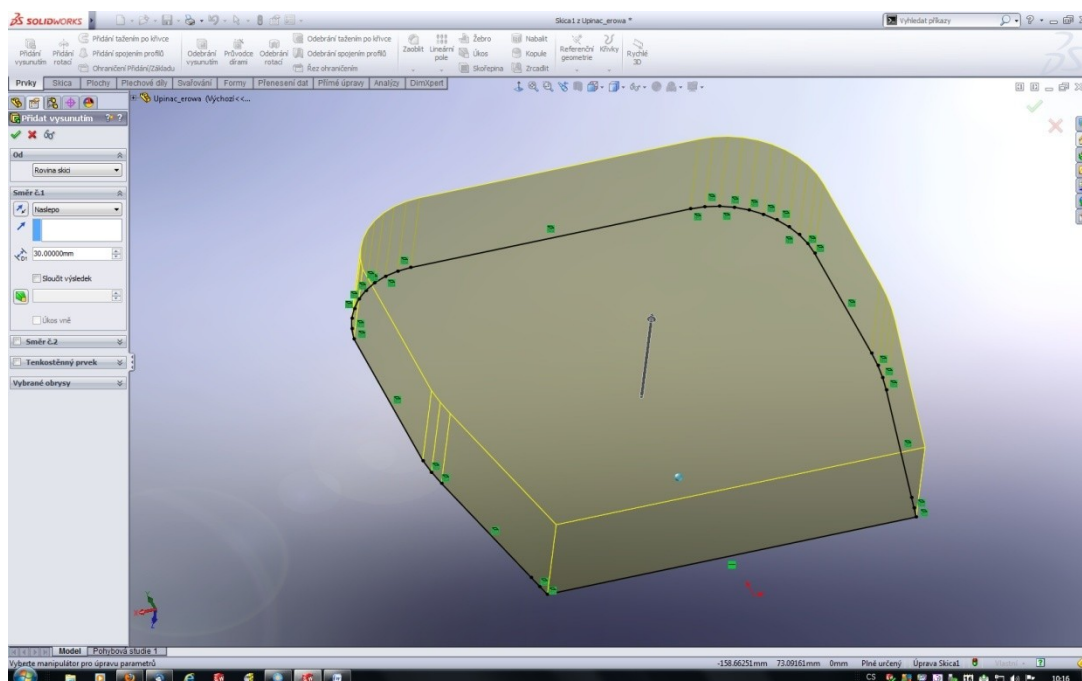 SOLIDWORKS
Skica1 z Upinac_erowa *
Vyhledat příkazy
Přidání vysunutím
Přidání rotací
Přidání tažením po křivce
Přidání spojením profilů
Ohraničení Přidání/Základu
Odebrání vysunutím
Průvodce dírami
Odebrání rotací
Odebrání tažením po křivce
Odebrání spojením profilů
Řez ohraničením
Zaoblit
Lineární pole
Žebro
Úkos
Skořepina
Nabalit
Kopule
Zrcadlit
Referenční geometrie
Křivky
Rychlé 3D
Prvky Skica Plochy Plechové díly Svařování Formy Přenesení dat Přímé úpravy Analýzy DimXpert
Upinac_erowa (Výchozí<<...
Přidat vysunutím
Od
Rovina skici
Směr č.1
Naslepo
30.00000mm
Sloučit výsledek
Úkos vně
Směr č.2
Tenkostěnný prvek
Vybrané obrysy
Model Pohybová studie 1
Vyberte manipulátor pro úpravu parametrů
-158.66251mm 73.09161mm 0mm Plně určený Úprava Skica1
CS 10:16